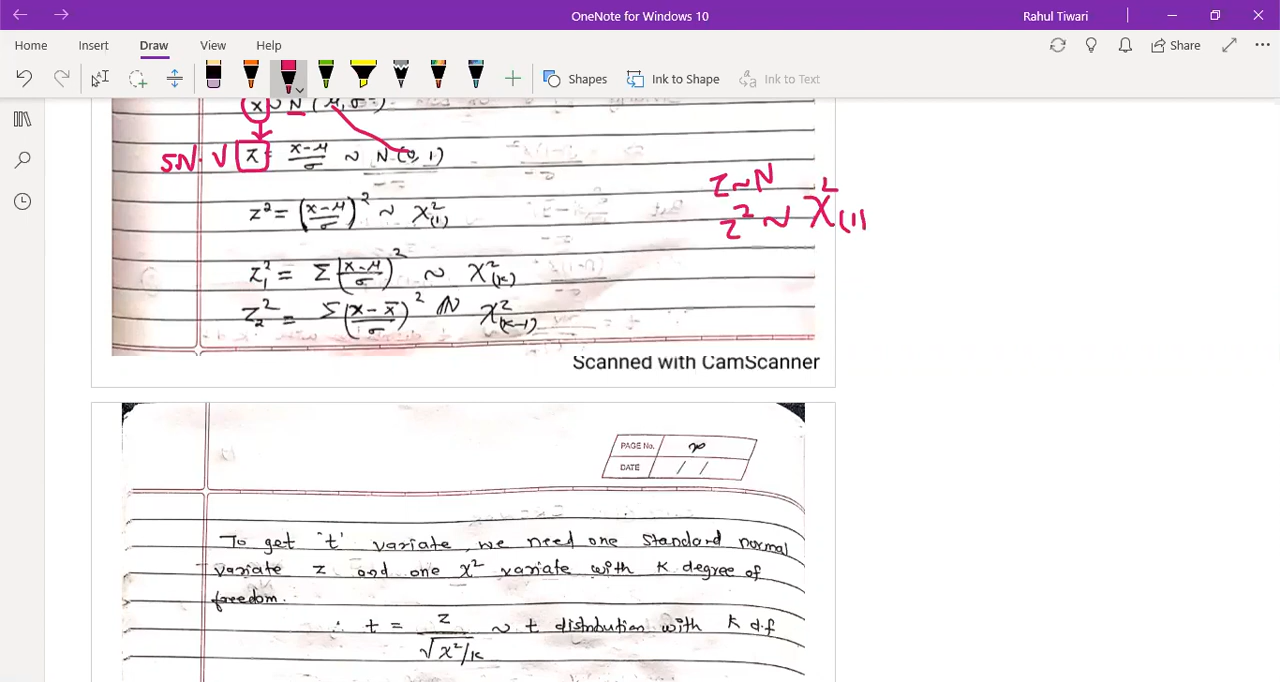 OneNote for Windows 10
Rahul Tiwari
Home Insert Draw View Help
Share
Shapes
Ink to Shape
Ink to Text
x ~ N (μ, σ²)
SN.V z = x-μ/σ ~ N(0, 1)
z ~ N
z² ~ χ²(1)
z² = (x-μ/σ)² ~ χ²(1)
z₁² = Σ(x-μ/σ)² ~ χ²(k)
z₂² = Σ(x-x̄/σ)² ~ χ²(k-1)
Scanned with CamScanner
PAGE No.
DATE / /
To get 't' variate, we need one standard normal
variate z and one χ² variate with k degree of
freedom.
∴ t = z/√χ²/k ~ t distribution with k d.f